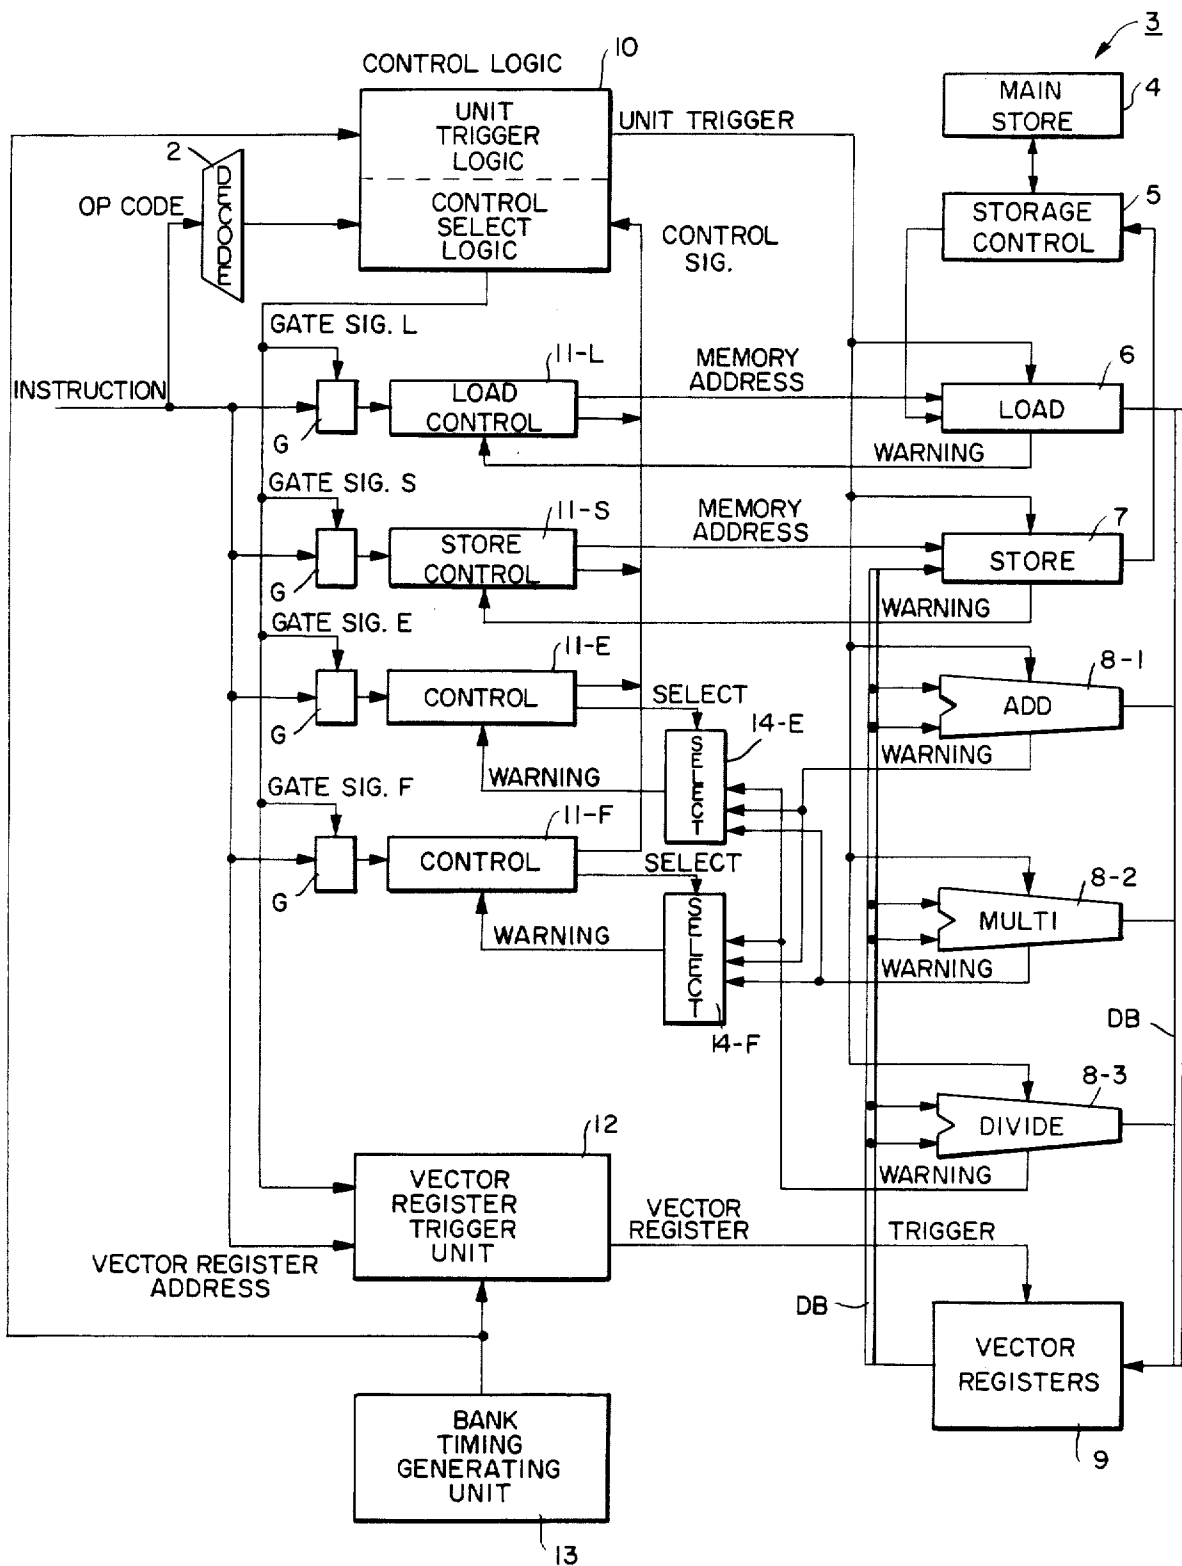 3
10
CONTROL LOGIC
UNIT
TRIGGER
LOGIC
UNIT TRIGGER
MAIN
STORE
4
2
DECODE
OP CODE
CONTROL
SELECT
LOGIC
CONTROL
SIG.
STORAGE
CONTROL
5
GATE SIG. L
INSTRUCTION
G
11-L
LOAD
CONTROL
MEMORY
ADDRESS
6
LOAD
WARNING
GATE SIG. S
G
11-S
STORE
CONTROL
MEMORY
ADDRESS
7
STORE
WARNING
GATE SIG. E
G
11-E
CONTROL
SELECT
14-E
SELECT
WARNING
8-1
ADD
WARNING
GATE SIG. F
G
11-F
CONTROL
SELECT
SELECT
WARNING
14-F
8-2
MULTI
WARNING
DB
8-3
DIVIDE
WARNING
12
VECTOR
REGISTER
TRIGGER
UNIT
VECTOR
REGISTER
TRIGGER
VECTOR REGISTER
ADDRESS
DB
VECTOR
REGISTERS
9
BANK
TIMING
GENERATING
UNIT
13